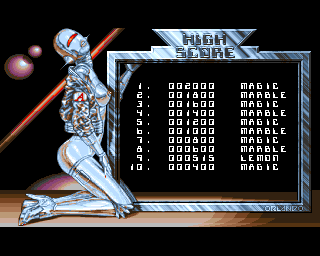 HIGH
SCORE
1. 002000 MAGIC
2. 001800 MARBLE
3. 001600 MAGIC
4. 001400 MARBLE
5. 001200 MAGIC
6. 001000 MARBLE
7. 000800 MAGIC
8. 000600 MARBLE
9. 000515 LEMON
10. 000400 MAGIC
ORLANDO